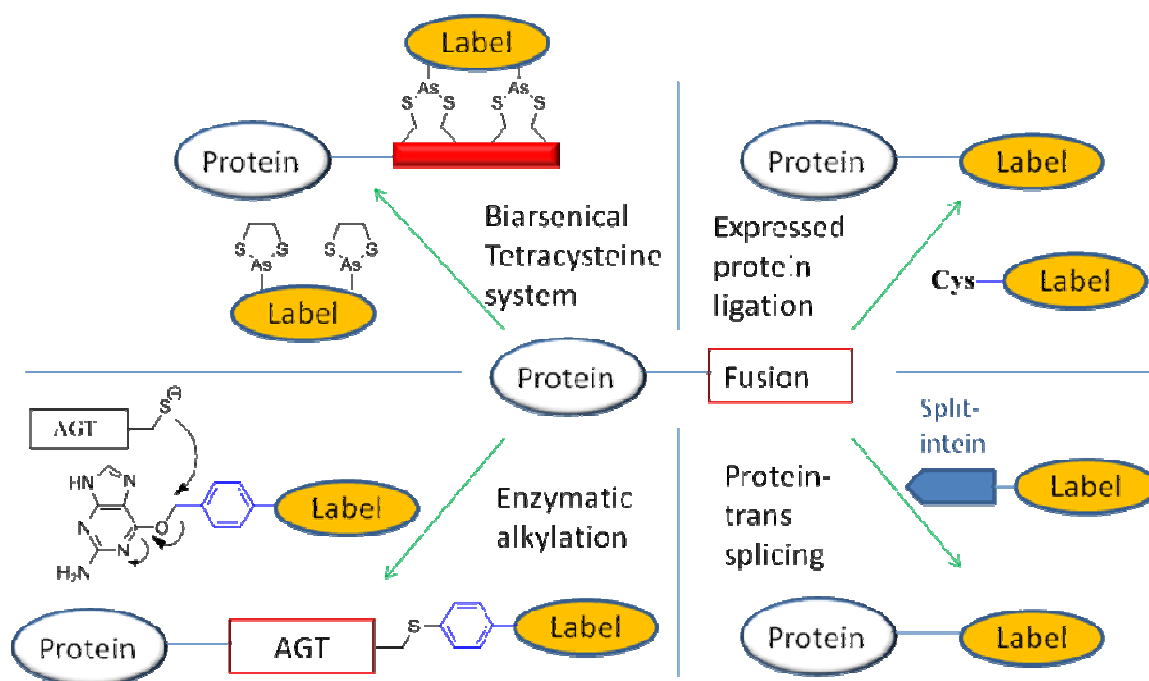 Label
As
As
S
S
S
S
Protein
S
S
S
S
As
As
Label
Biarsenical
Tetracysteine
system
Protein
Label
Expressed
protein
ligation
Cys
Label
Protein
Fusion
S⊖
AGT
HN
N
N
N
O
H₂N
Label
Enzymatic
alkylation
Protein
AGT
S
Label
Split-
intein
Label
Protein-
trans
splicing
Protein
Label